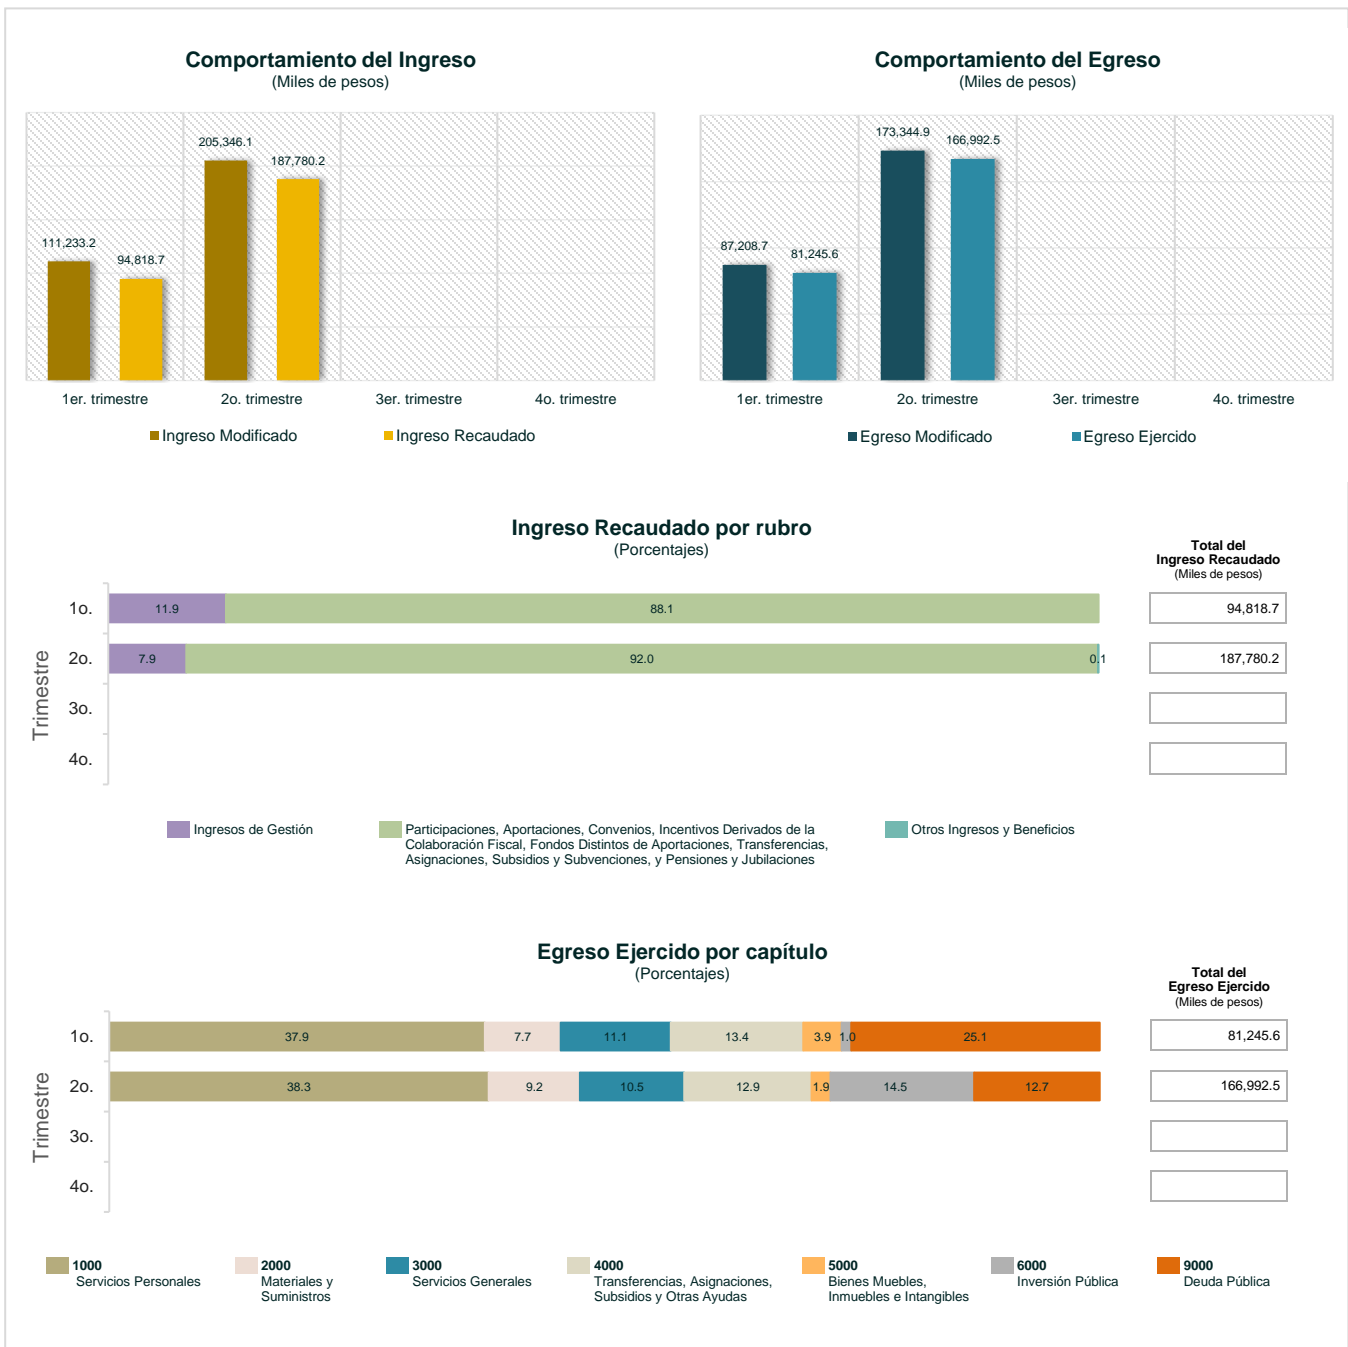 Comportamiento del Ingreso
(Miles de pesos)
205,346.1
187,780.2
111,233.2
94,818.7
1er. trimestre
2o. trimestre
3er. trimestre
4o. trimestre
Ingreso Modificado
Ingreso Recaudado
Comportamiento del Egreso
(Miles de pesos)
173,344.9
166,992.5
87,208.7
81,245.6
1er. trimestre
2o. trimestre
3er. trimestre
4o. trimestre
Egreso Modificado
Egreso Ejercido
Ingreso Recaudado por rubro
(Porcentajes)
Total del
Ingreso Recaudado
(Miles de pesos)
Trimestre
1o.
11.9
88.1
94,818.7
2o.
7.9
92.0
0.1
187,780.2
3o.
4o.
Ingresos de Gestión
Participaciones, Aportaciones, Convenios, Incentivos Derivados de la
Colaboración Fiscal, Fondos Distintos de Aportaciones, Transferencias,
Asignaciones, Subsidios y Subvenciones, y Pensiones y Jubilaciones
Otros Ingresos y Beneficios
Egreso Ejercido por capítulo
(Porcentajes)
Total del
Egreso Ejercido
(Miles de pesos)
Trimestre
1o.
37.9
7.7
11.1
13.4
3.9
1.0
25.1
81,245.6
2o.
38.3
9.2
10.5
12.9
1.9
14.5
12.7
166,992.5
3o.
4o.
1000
Servicios Personales
2000
Materiales y
Suministros
3000
Servicios Generales
4000
Transferencias, Asignaciones,
Subsidios y Otras Ayudas
5000
Bienes Muebles,
Inmuebles e Intangibles
6000
Inversión Pública
9000
Deuda Pública